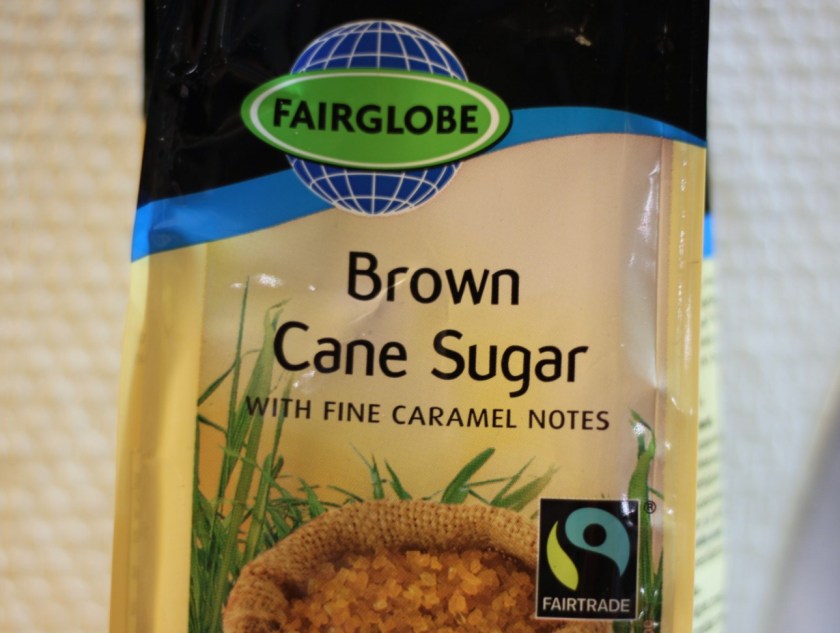 FAIRGLOBE
Brown
Cane Sugar
WITH FINE CARAMEL NOTES
®
FAIRTRADE